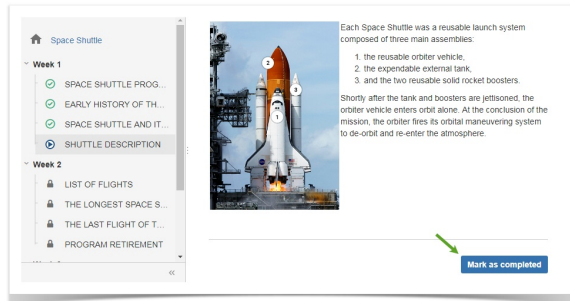 Space Shuttle
Week 1
SPACE SHUTTLE PROG...
EARLY HISTORY OF TH...
SPACE SHUTTLE AND IT...
SHUTTLE DESCRIPTION
Week 2
LIST OF FLIGHTS
THE LONGEST SPACE S...
THE LAST FLIGHT OF T...
PROGRAM RETIREMENT
«
2
3
1
Each Space Shuttle was a reusable launch system
composed of three main assemblies:
1. the reusable orbiter vehicle,
2. the expendable external tank,
3. and the two reusable solid rocket boosters.
Shortly after the tank and boosters are jettisoned, the
orbiter vehicle enters orbit alone. At the conclusion of the
mission, the orbiter fires its orbital maneuvering system
to de-orbit and re-enter the atmosphere.
Mark as completed